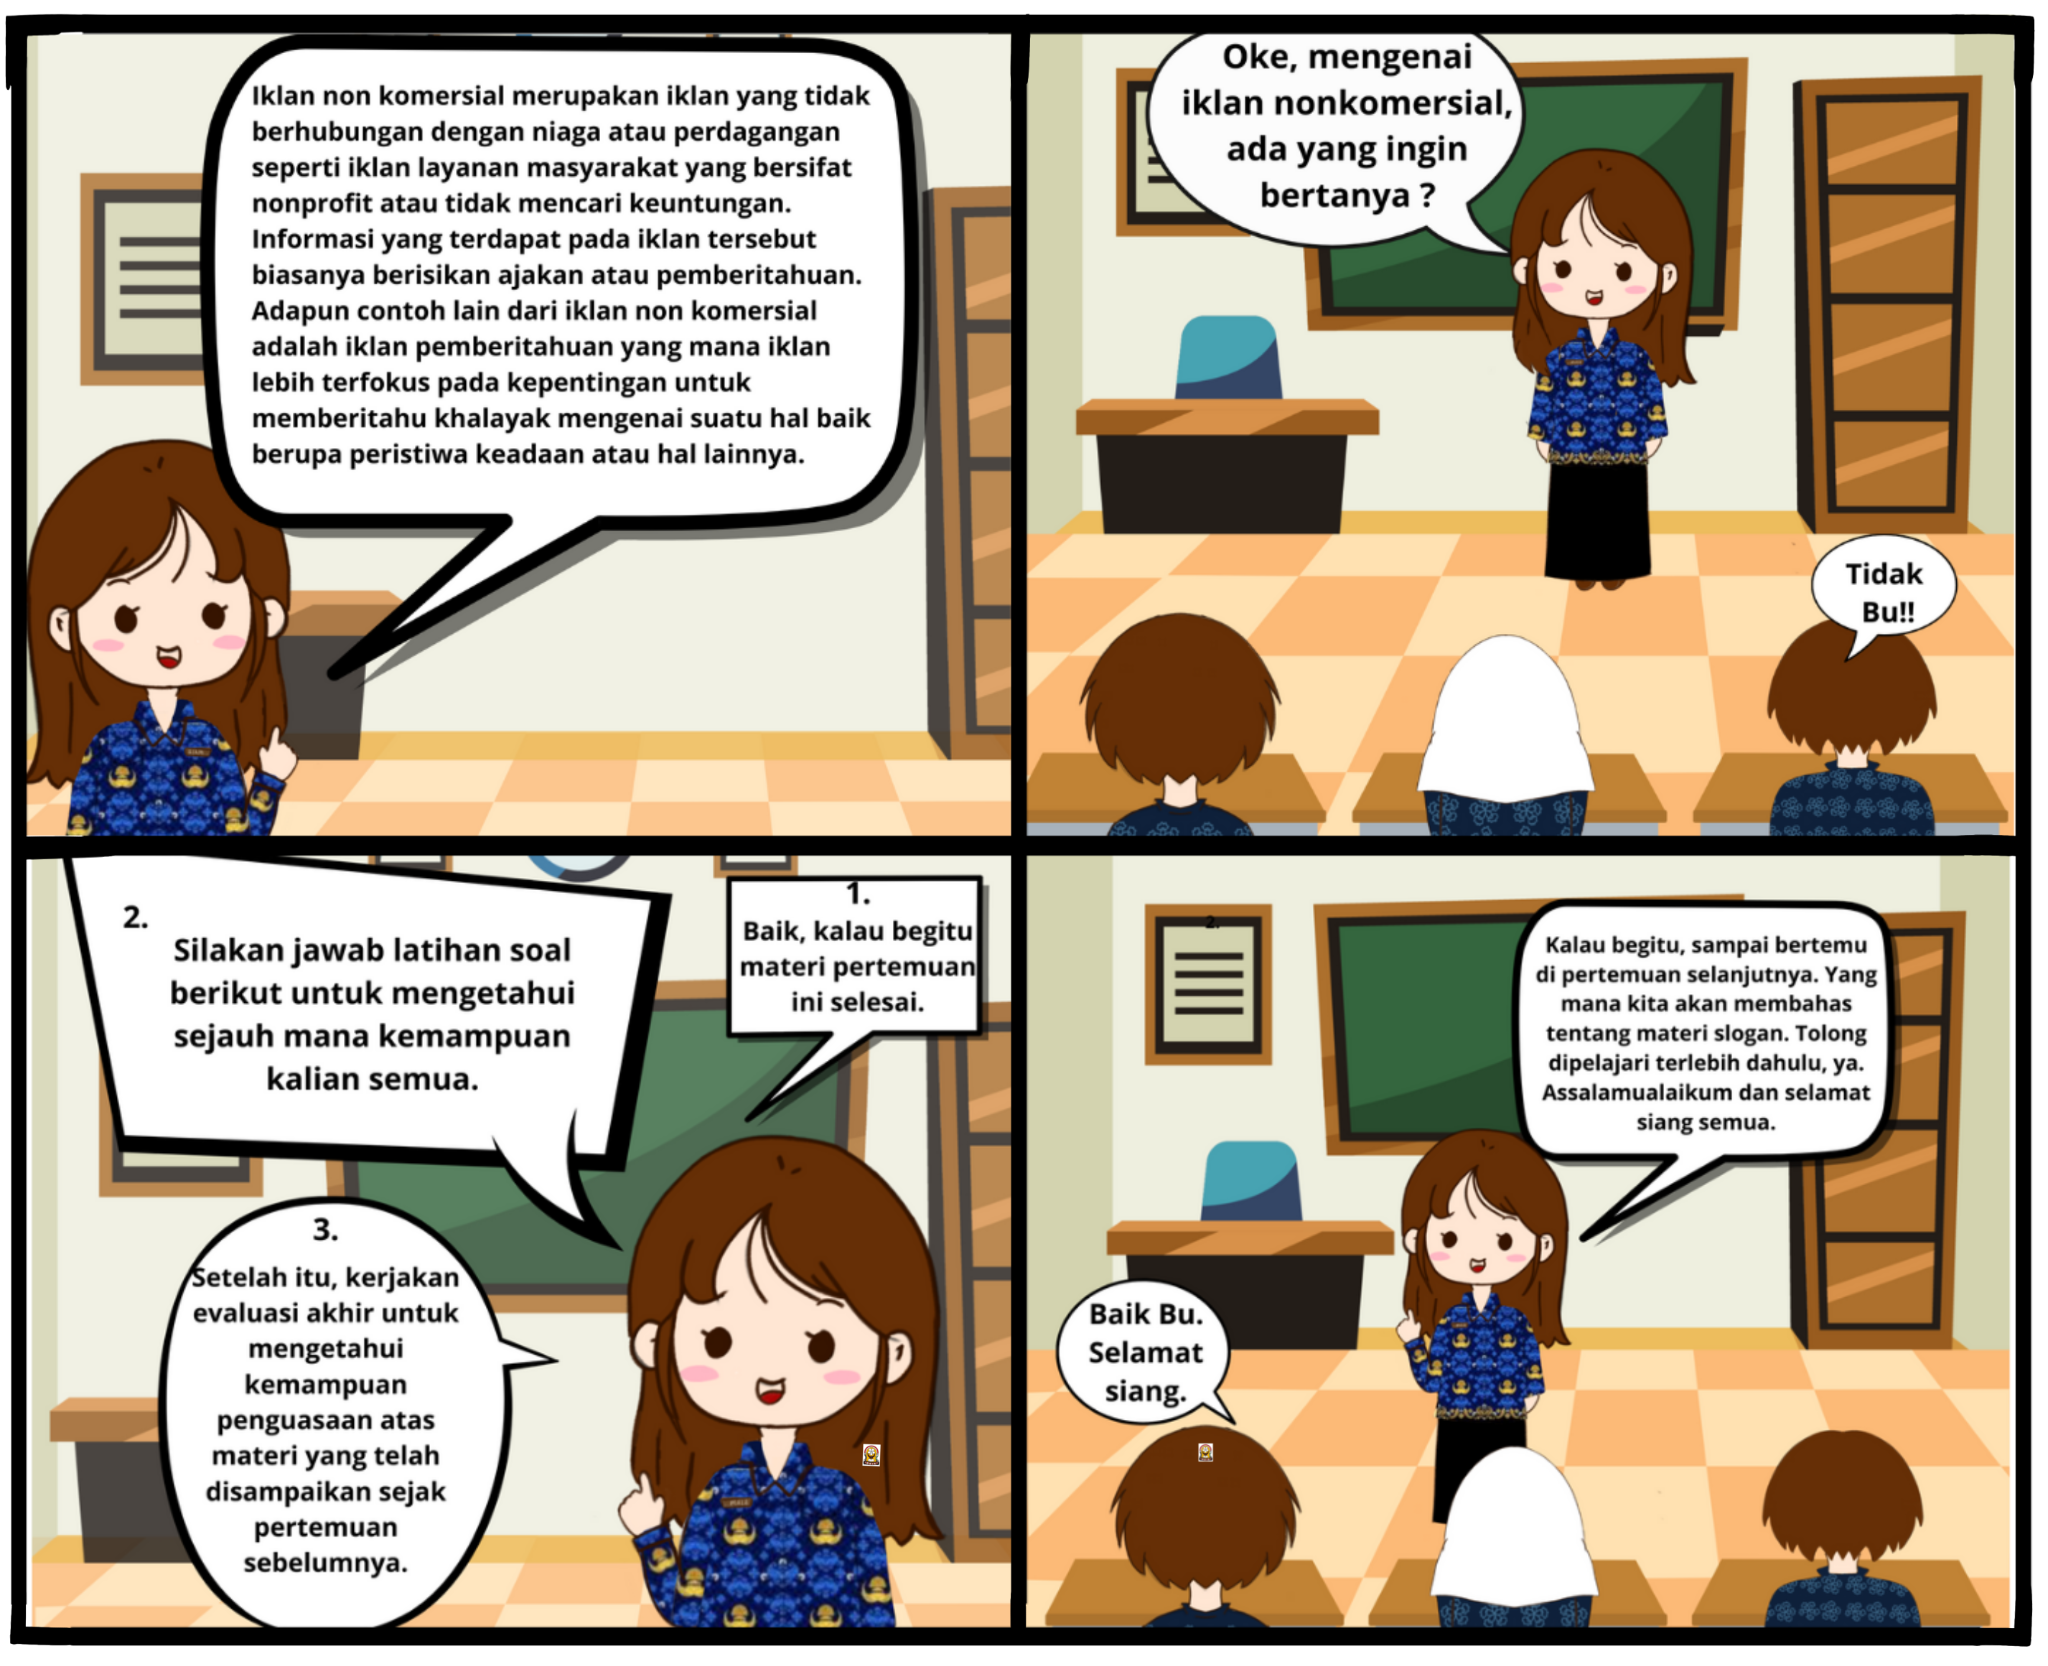 Iklan non komersial merupakan iklan yang tidak
berhubungan dengan niaga atau perdagangan
seperti iklan layanan masyarakat yang bersifat
nonprofit atau tidak mencari keuntungan.
Informasi yang terdapat pada iklan tersebut
biasanya berisikan ajakan atau pemberitahuan.
Adapun contoh lain dari iklan non komersial
adalah iklan pemberitahuan yang mana iklan
lebih terfokus pada kepentingan untuk
memberitahu khalayak mengenai suatu hal baik
berupa peristiwa keadaan atau hal lainnya.
Oke, mengenai
iklan nonkomersial,
ada yang ingin
bertanya ?
Tidak
Bu!!
1.
Baik, kalau begitu
materi pertemuan
ini selesai.
2.
Silakan jawab latihan soal
berikut untuk mengetahui
sejauh mana kemampuan
kalian semua.
3.
Setelah itu, kerjakan
evaluasi akhir untuk
mengetahui
kemampuan
penguasaan atas
materi yang telah
disampaikan sejak
pertemuan
sebelumnya.
2.
Kalau begitu, sampai bertemu
di pertemuan selanjutnya. Yang
mana kita akan membahas
tentang materi slogan. Tolong
dipelajari terlebih dahulu, ya.
Assalamualaikum dan selamat
siang semua.
Baik Bu.
Selamat
siang.